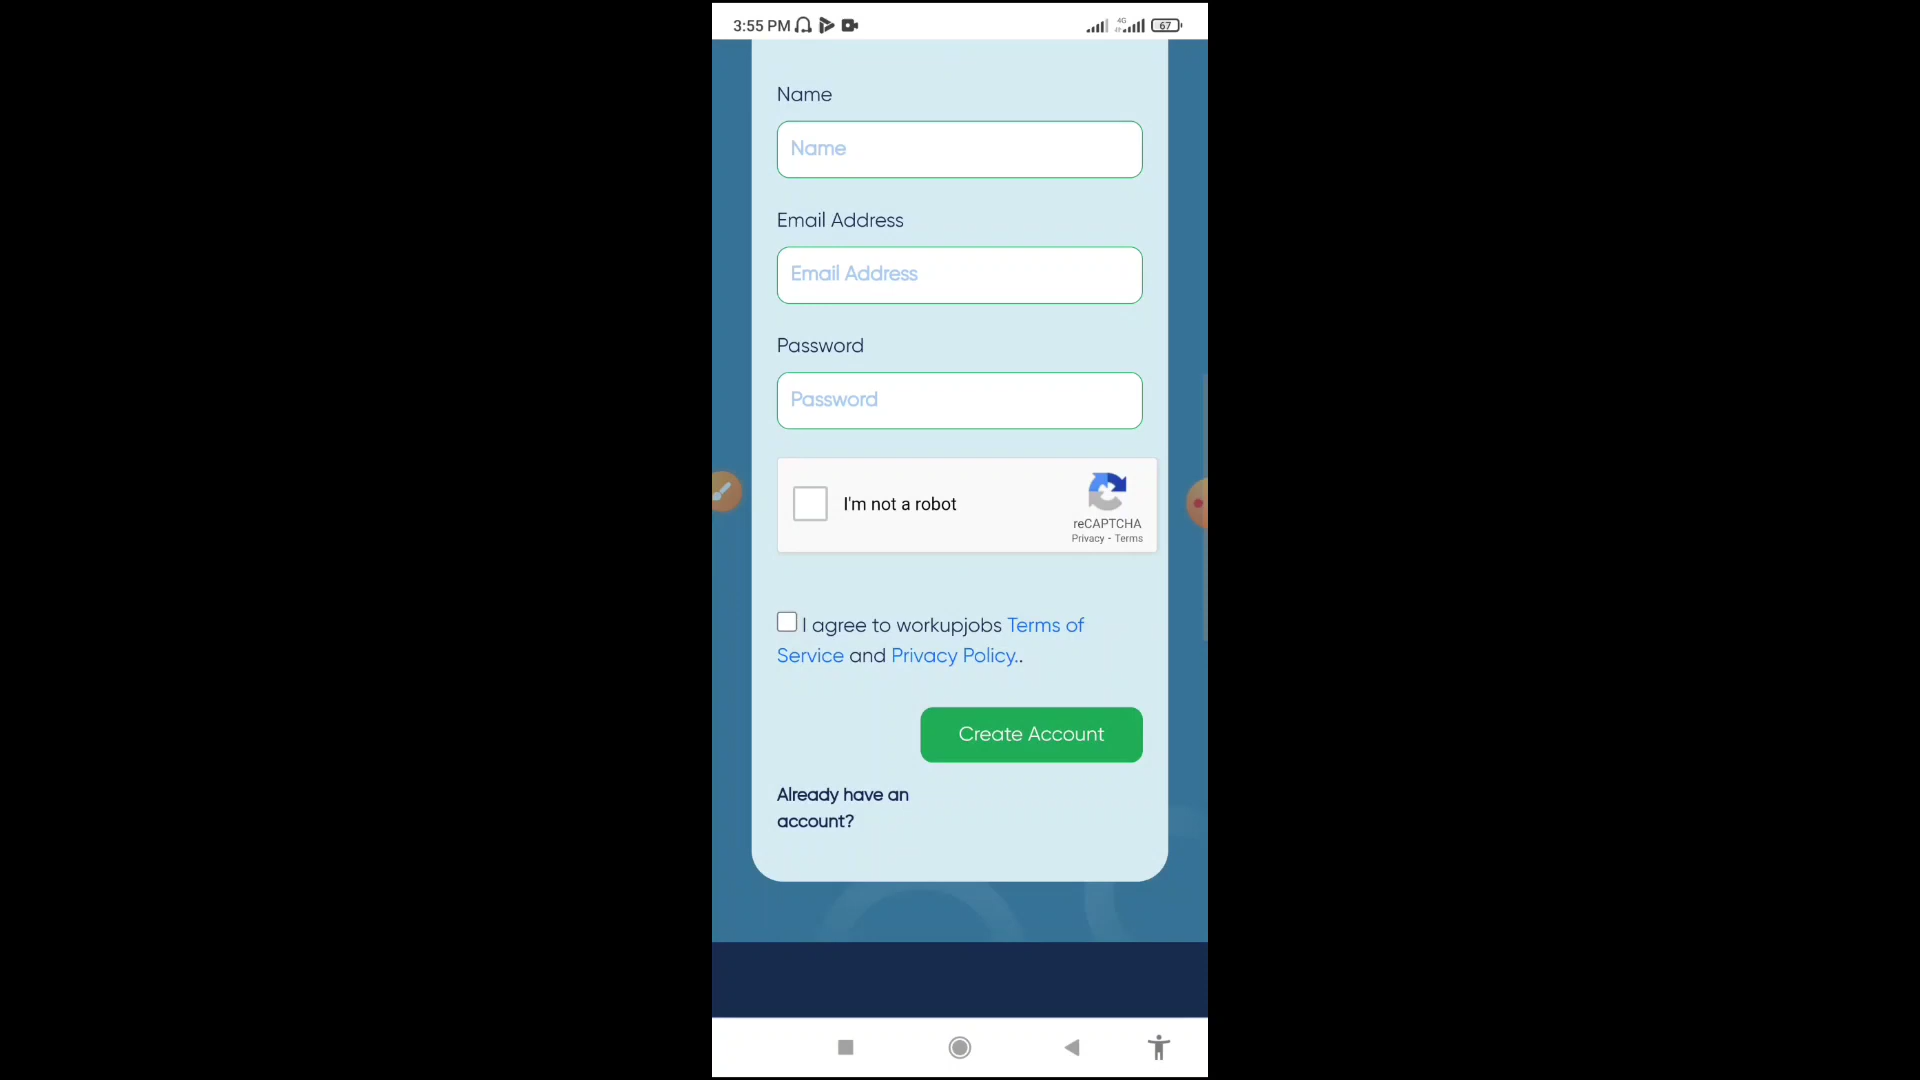 3:55 PM
4G
67
Name
Name
Email Address
Email Address
Password
Password
I'm not a robot
reCAPTCHA
Privacy - Terms
I agree to workupjobs Terms of
Service and Privacy Policy..
Create Account
Already have an
account?